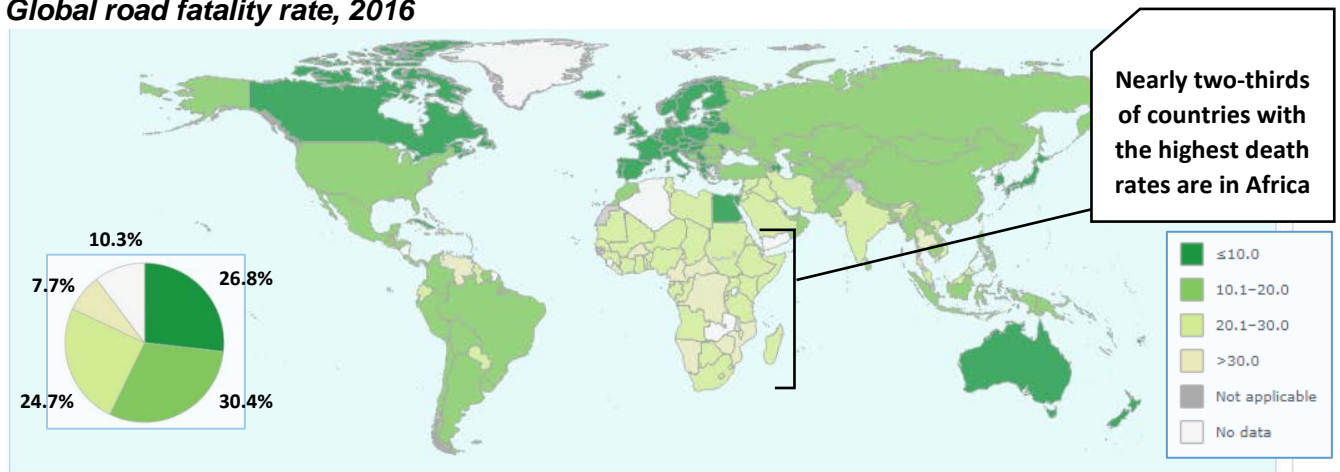 Global road fatality rate, 2016
Nearly two-thirds
of countries with
the highest death
rates are in Africa
10.3%
7.7%
26.8%
24.7%
30.4%
≤10.0
10.1–20.0
20.1–30.0
>30.0
Not applicable
No data